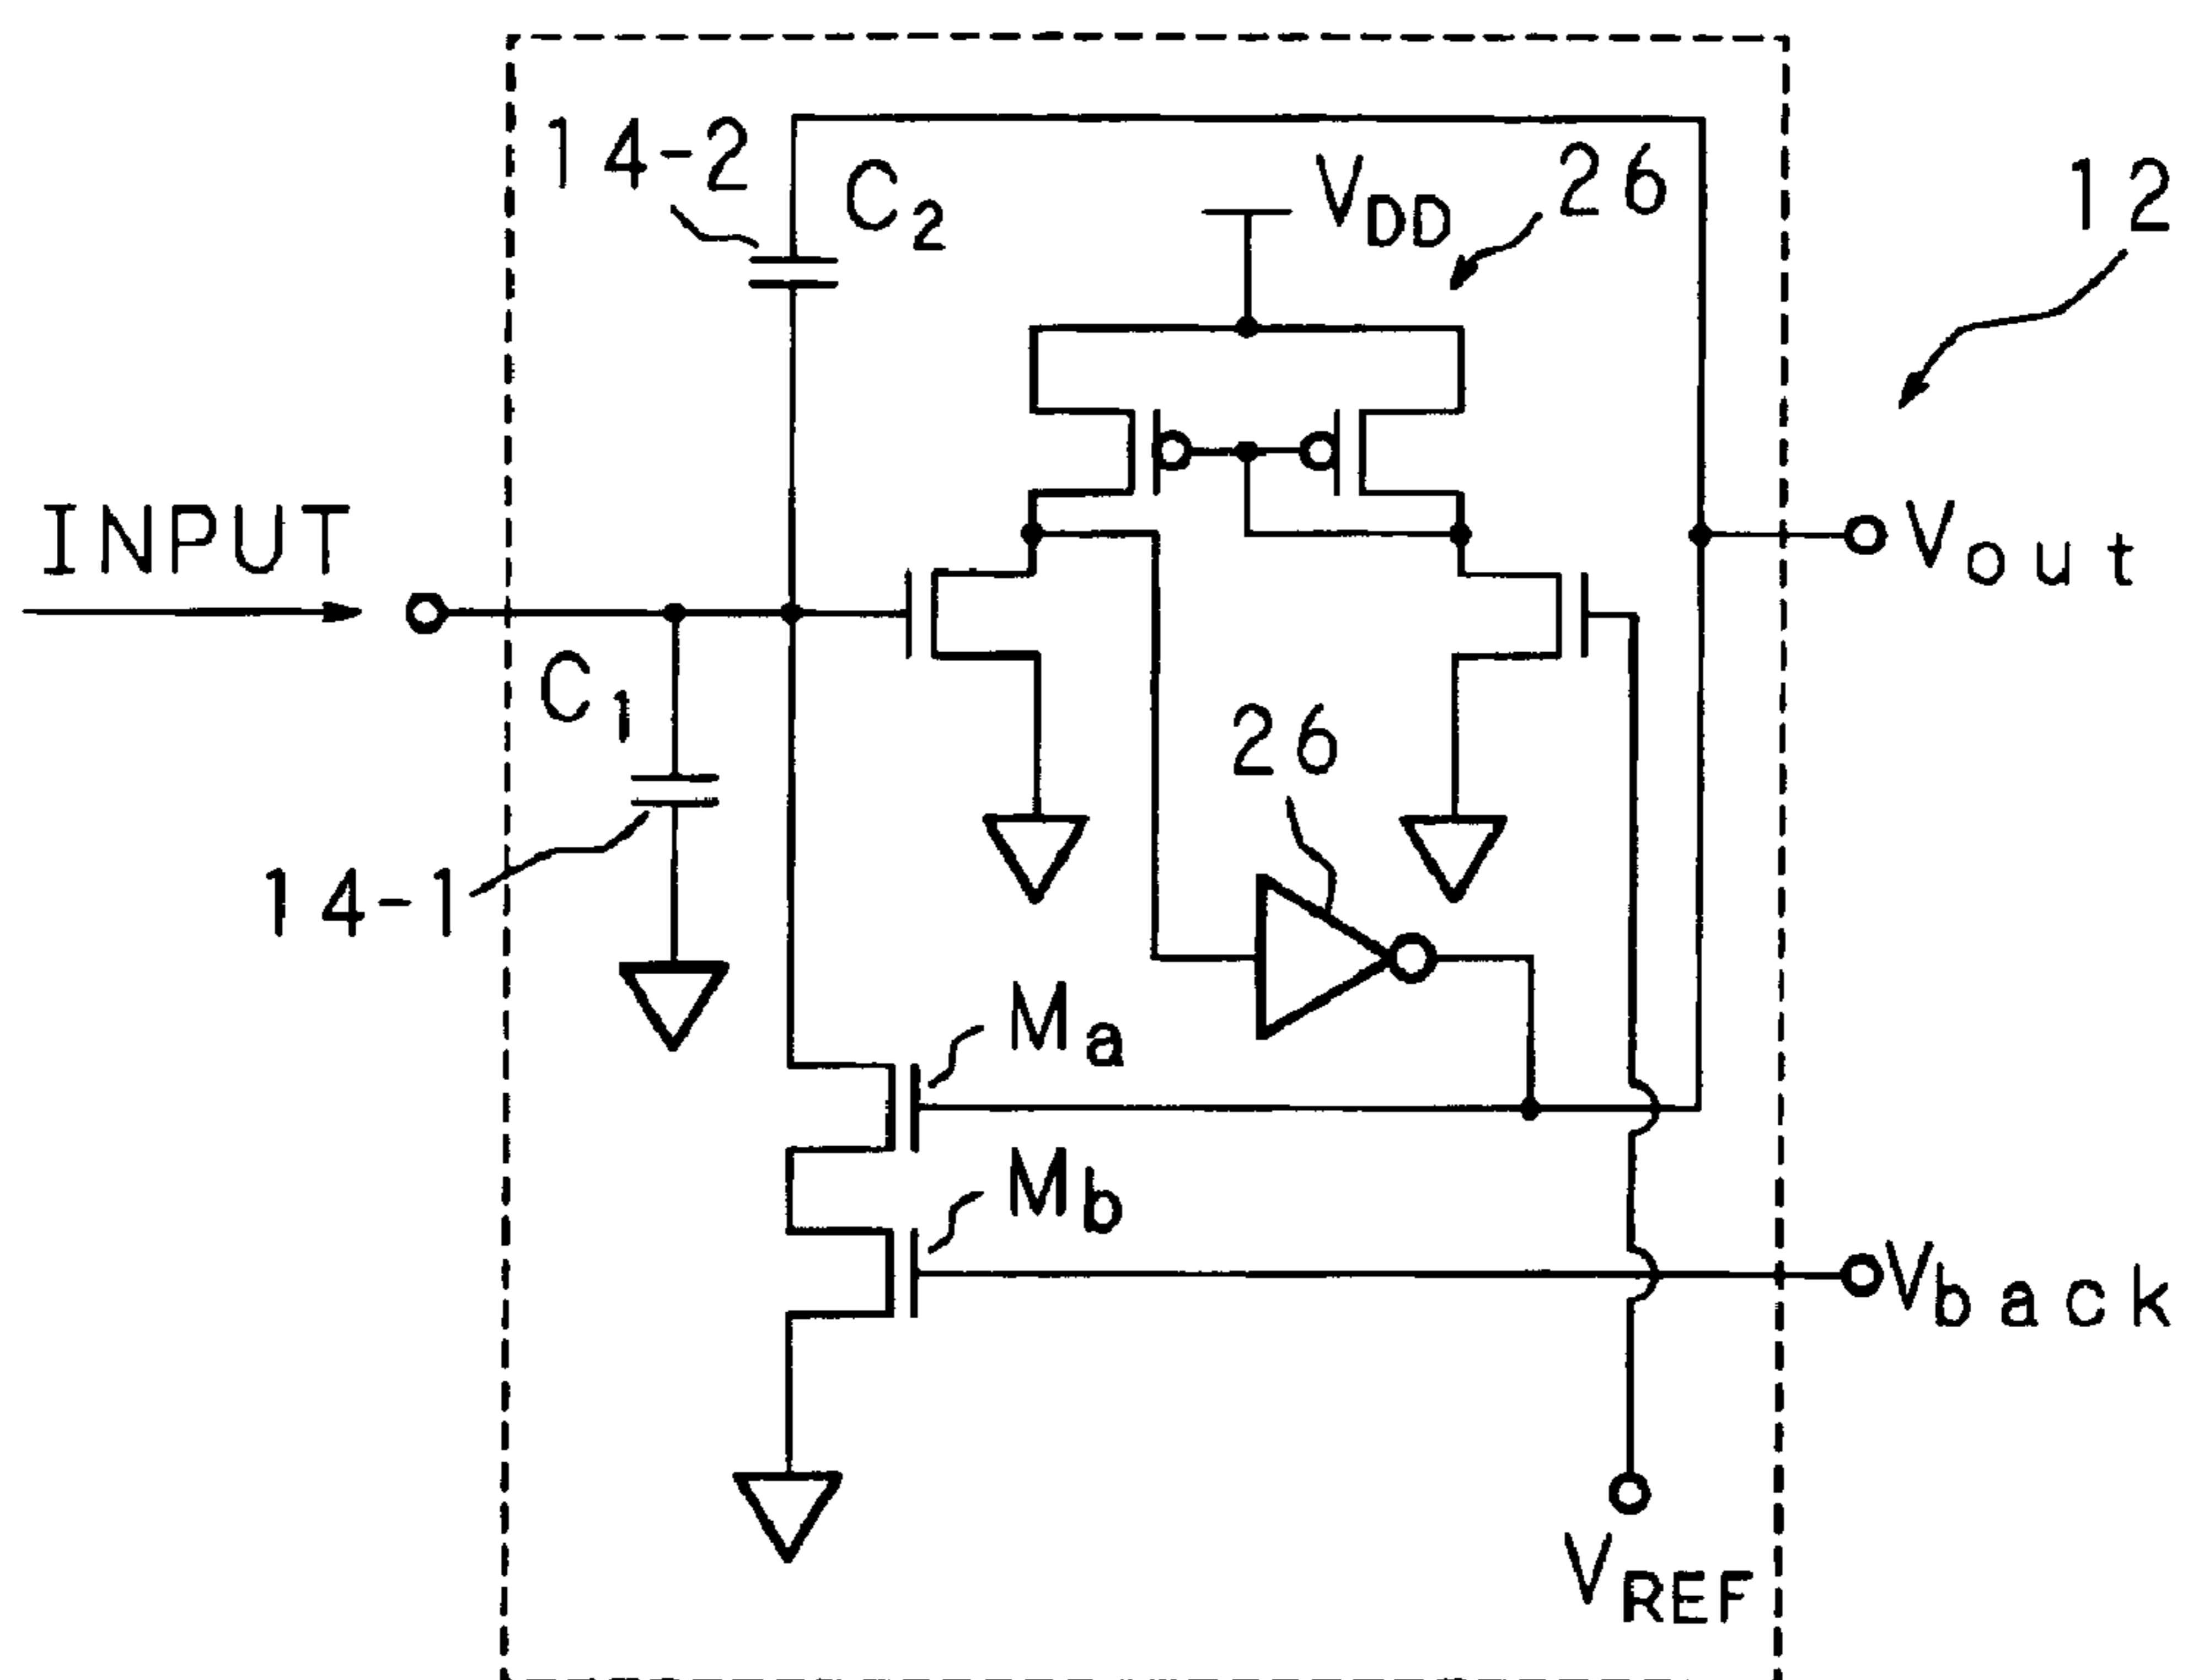 14-2
C2
VDD
26
12
INPUT
Vout
C1
26
14-1
Ma
Mb
Vback
VREF